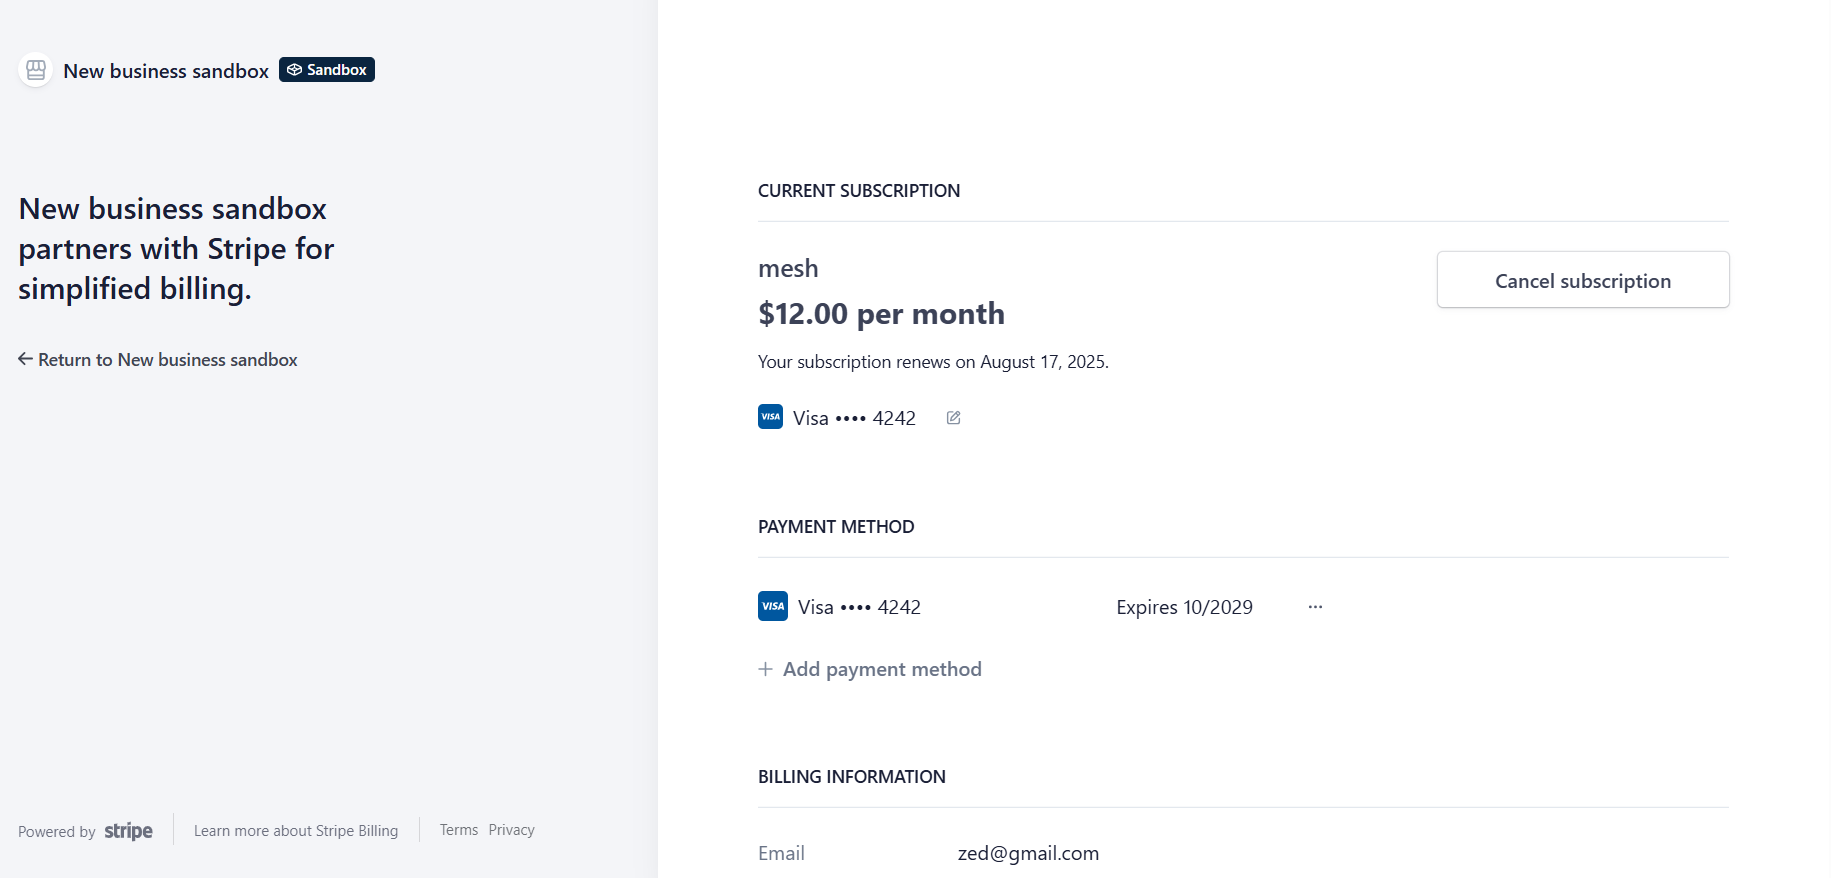 New business sandbox
Sandbox
New business sandbox
partners with Stripe for
simplified billing.
Return to New business sandbox
Powered by stripe
Learn more about Stripe Billing
Terms Privacy
CURRENT SUBSCRIPTION
mesh
$12.00 per month
Your subscription renews on August 17, 2025.
Cancel subscription
VISA Visa •••• 4242
PAYMENT METHOD
VISA Visa •••• 4242 Expires 10/2029 ···
+ Add payment method
BILLING INFORMATION
Email zed@gmail.com